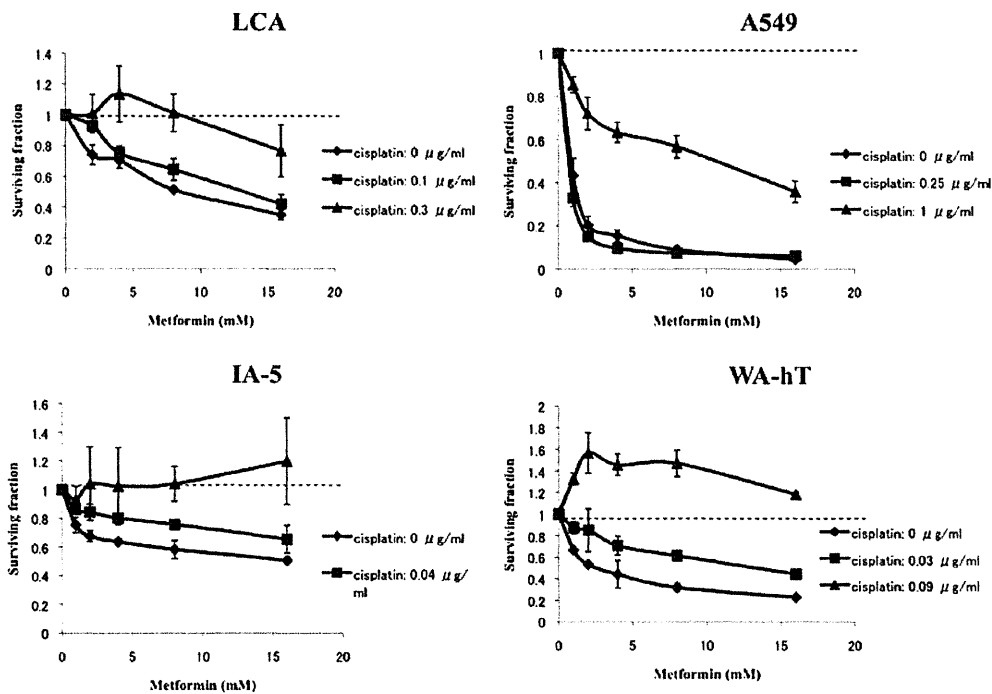 LCA
Surviving fraction
1.4
1.2
1
0.8
0.6
0.4
0.2
0
0 5 10 15 20
Metformin (mM)
cisplatin: 0 μg/ml
cisplatin: 0.1 μg/ml
cisplatin: 0.3 μg/ml
A549
Surviving fraction
1
0.8
0.6
0.4
0.2
0
0 5 10 15 20
Metformin (mM)
cisplatin: 0 μg/ml
cisplatin: 0.25 μg/ml
cisplatin: 1 μg/ml
IA-5
Surviving fraction
1.6
1.4
1.2
1
0.8
0.6
0.4
0.2
0
0 5 10 15 20
Metformin (mM)
cisplatin: 0 μg/ml
cisplatin: 0.04 μg/
ml
WA-hT
Surviving fraction
2
1.8
1.6
1.4
1.2
1
0.8
0.6
0.4
0.2
0
0 5 10 15 20
Metformin (mM)
cisplatin: 0 μg/ml
cisplatin: 0.03 μg/ml
cisplatin: 0.09 μg/ml